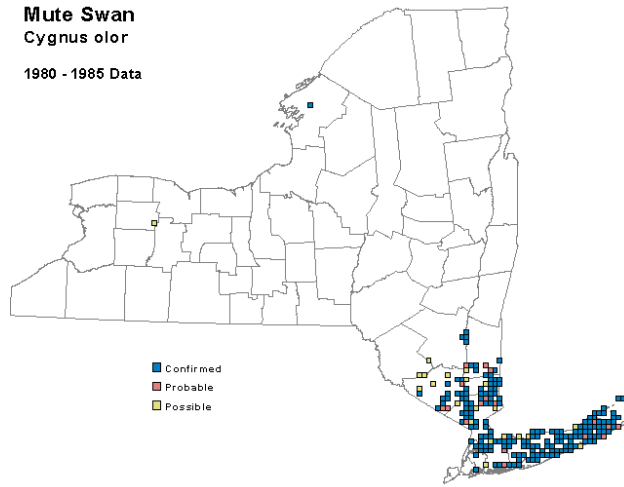 Mute Swan
Cygnus olor
1980 - 1985 Data
Confirmed
Probable
Possible